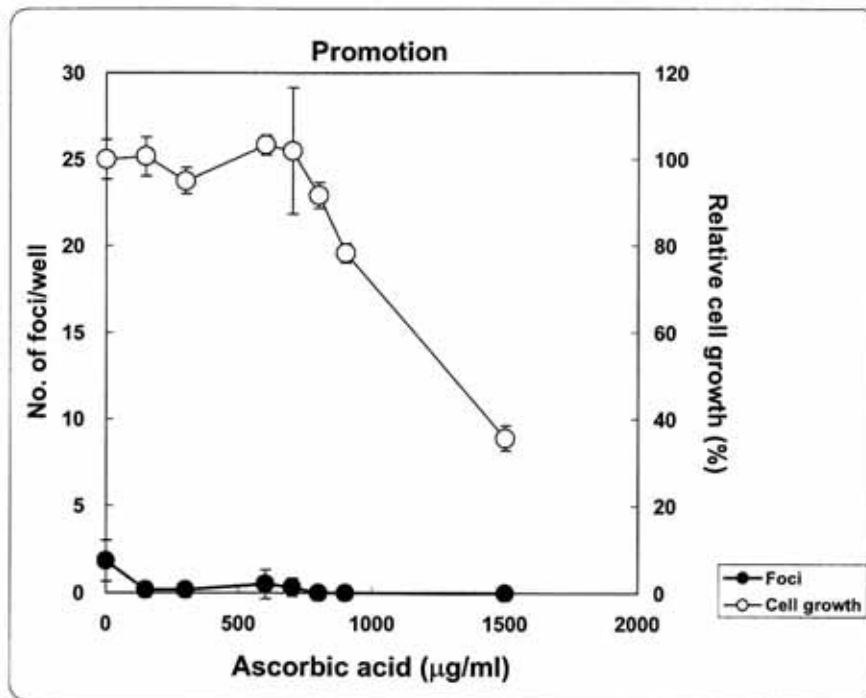 Promotion
30
25
20
15
10
5
0
No. of foci/well
120
100
80
60
40
20
0
Relative cell growth (%)
0 500 1000 1500 2000
Ascorbic acid (μg/ml)
Foci
Cell growth